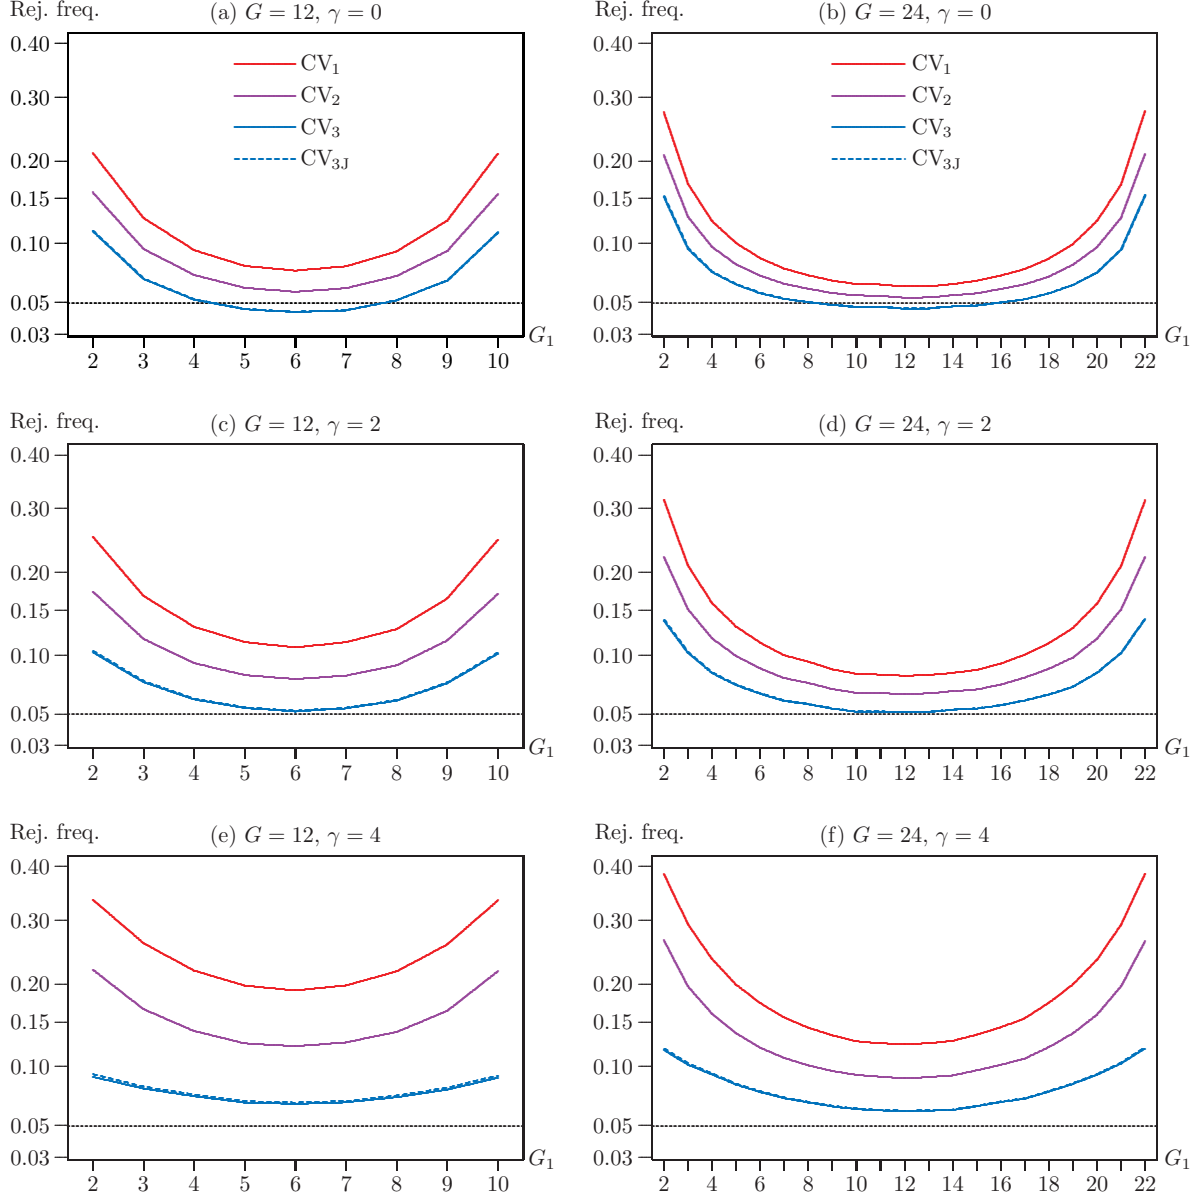 Rej. freq.
(a) G = 12, γ = 0
0.40
0.30
0.20
0.15
0.10
0.05
0.03
CV₁
CV₂
CV₃
CV₃J
2 3 4 5 6 7 8 9 10
G₁
Rej. freq.
(b) G = 24, γ = 0
0.40
0.30
0.20
0.15
0.10
0.05
0.03
CV₁
CV₂
CV₃
CV₃J
2 4 6 8 10 12 14 16 18 20 22
G₁
Rej. freq.
(c) G = 12, γ = 2
0.40
0.30
0.20
0.15
0.10
0.05
0.03
2 3 4 5 6 7 8 9 10
G₁
Rej. freq.
(d) G = 24, γ = 2
0.40
0.30
0.20
0.15
0.10
0.05
0.03
2 4 6 8 10 12 14 16 18 20 22
G₁
Rej. freq.
(e) G = 12, γ = 4
0.40
0.30
0.20
0.15
0.10
0.05
0.03
2 3 4 5 6 7 8 9 10
G₁
Rej. freq.
(f) G = 24, γ = 4
0.40
0.30
0.20
0.15
0.10
0.05
0.03
2 4 6 8 10 12 14 16 18 20 22
G₁